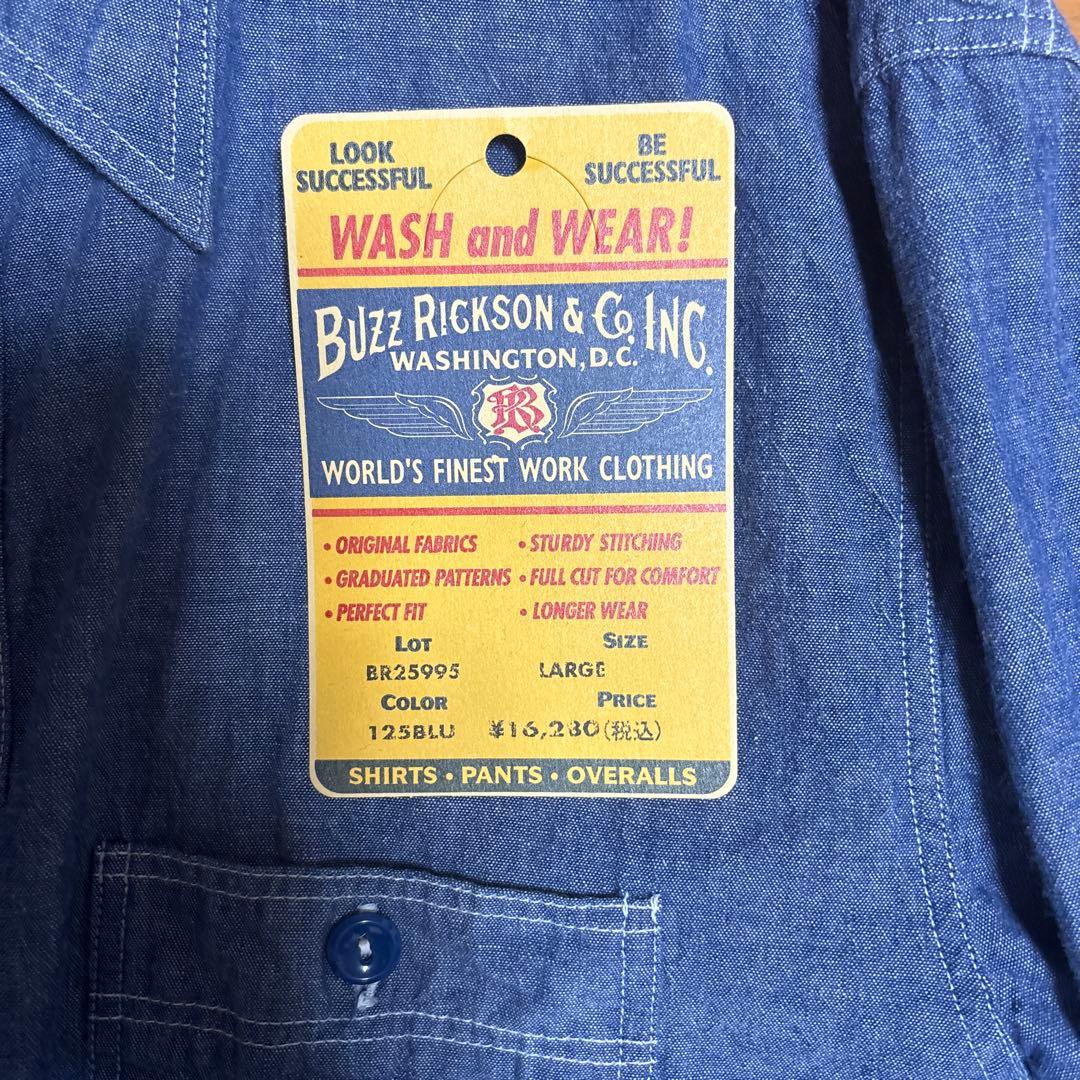 LOOK SUCCESSFUL
BE SUCCESSFUL
WASH and WEAR!
BUZZ RICKSON & Co. INC.
WASHINGTON, D.C.
BR
WORLD'S FINEST WORK CLOTHING
• ORIGINAL FABRICS
• STURDY STITCHING
• GRADUATED PATTERNS
• FULL CUT FOR COMFORT
• PERFECT FIT
• LONGER WEAR
LOT
SIZE
BR25995
LARGE
COLOR
PRICE
125BLU
¥16,280(税込)
SHIRTS • PANTS • OVERALLS